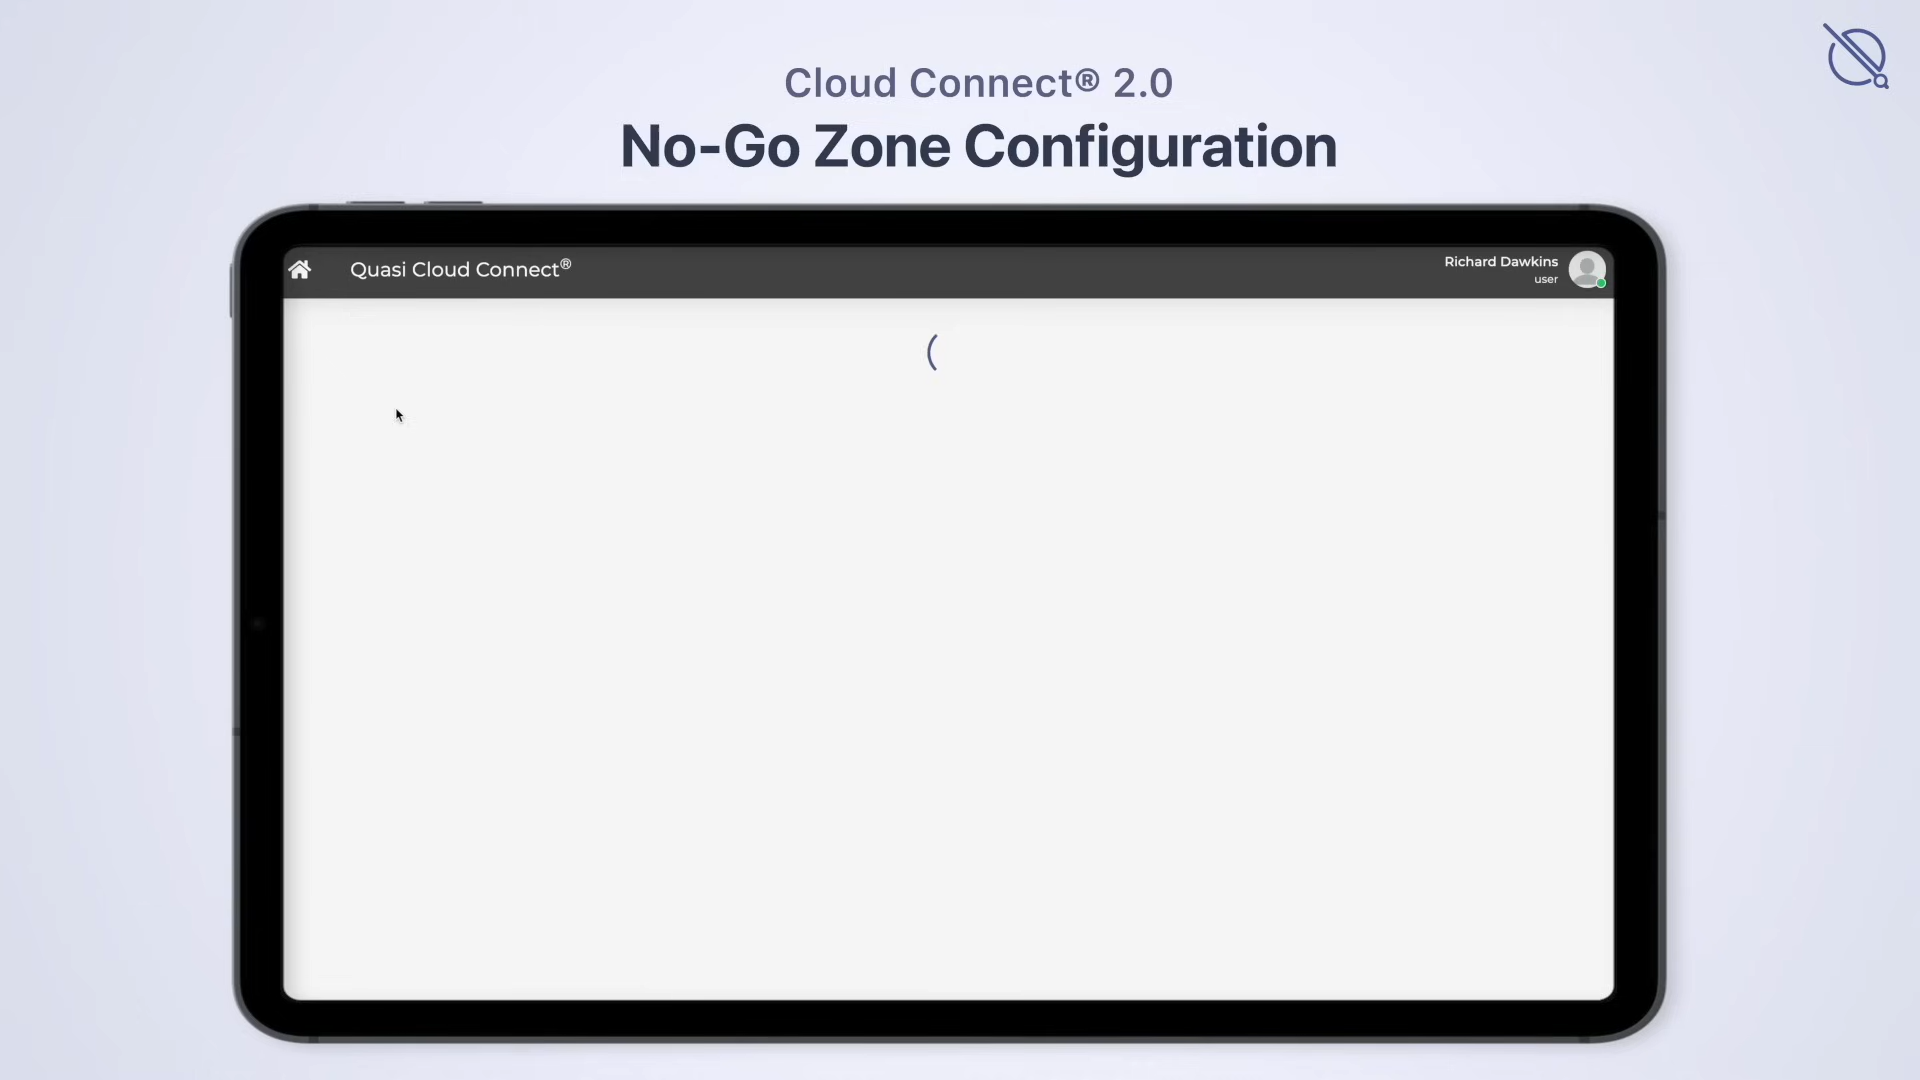 Cloud Connect® 2.0
No-Go Zone Configuration
Quasi Cloud Connect®
Richard Dawkins
user